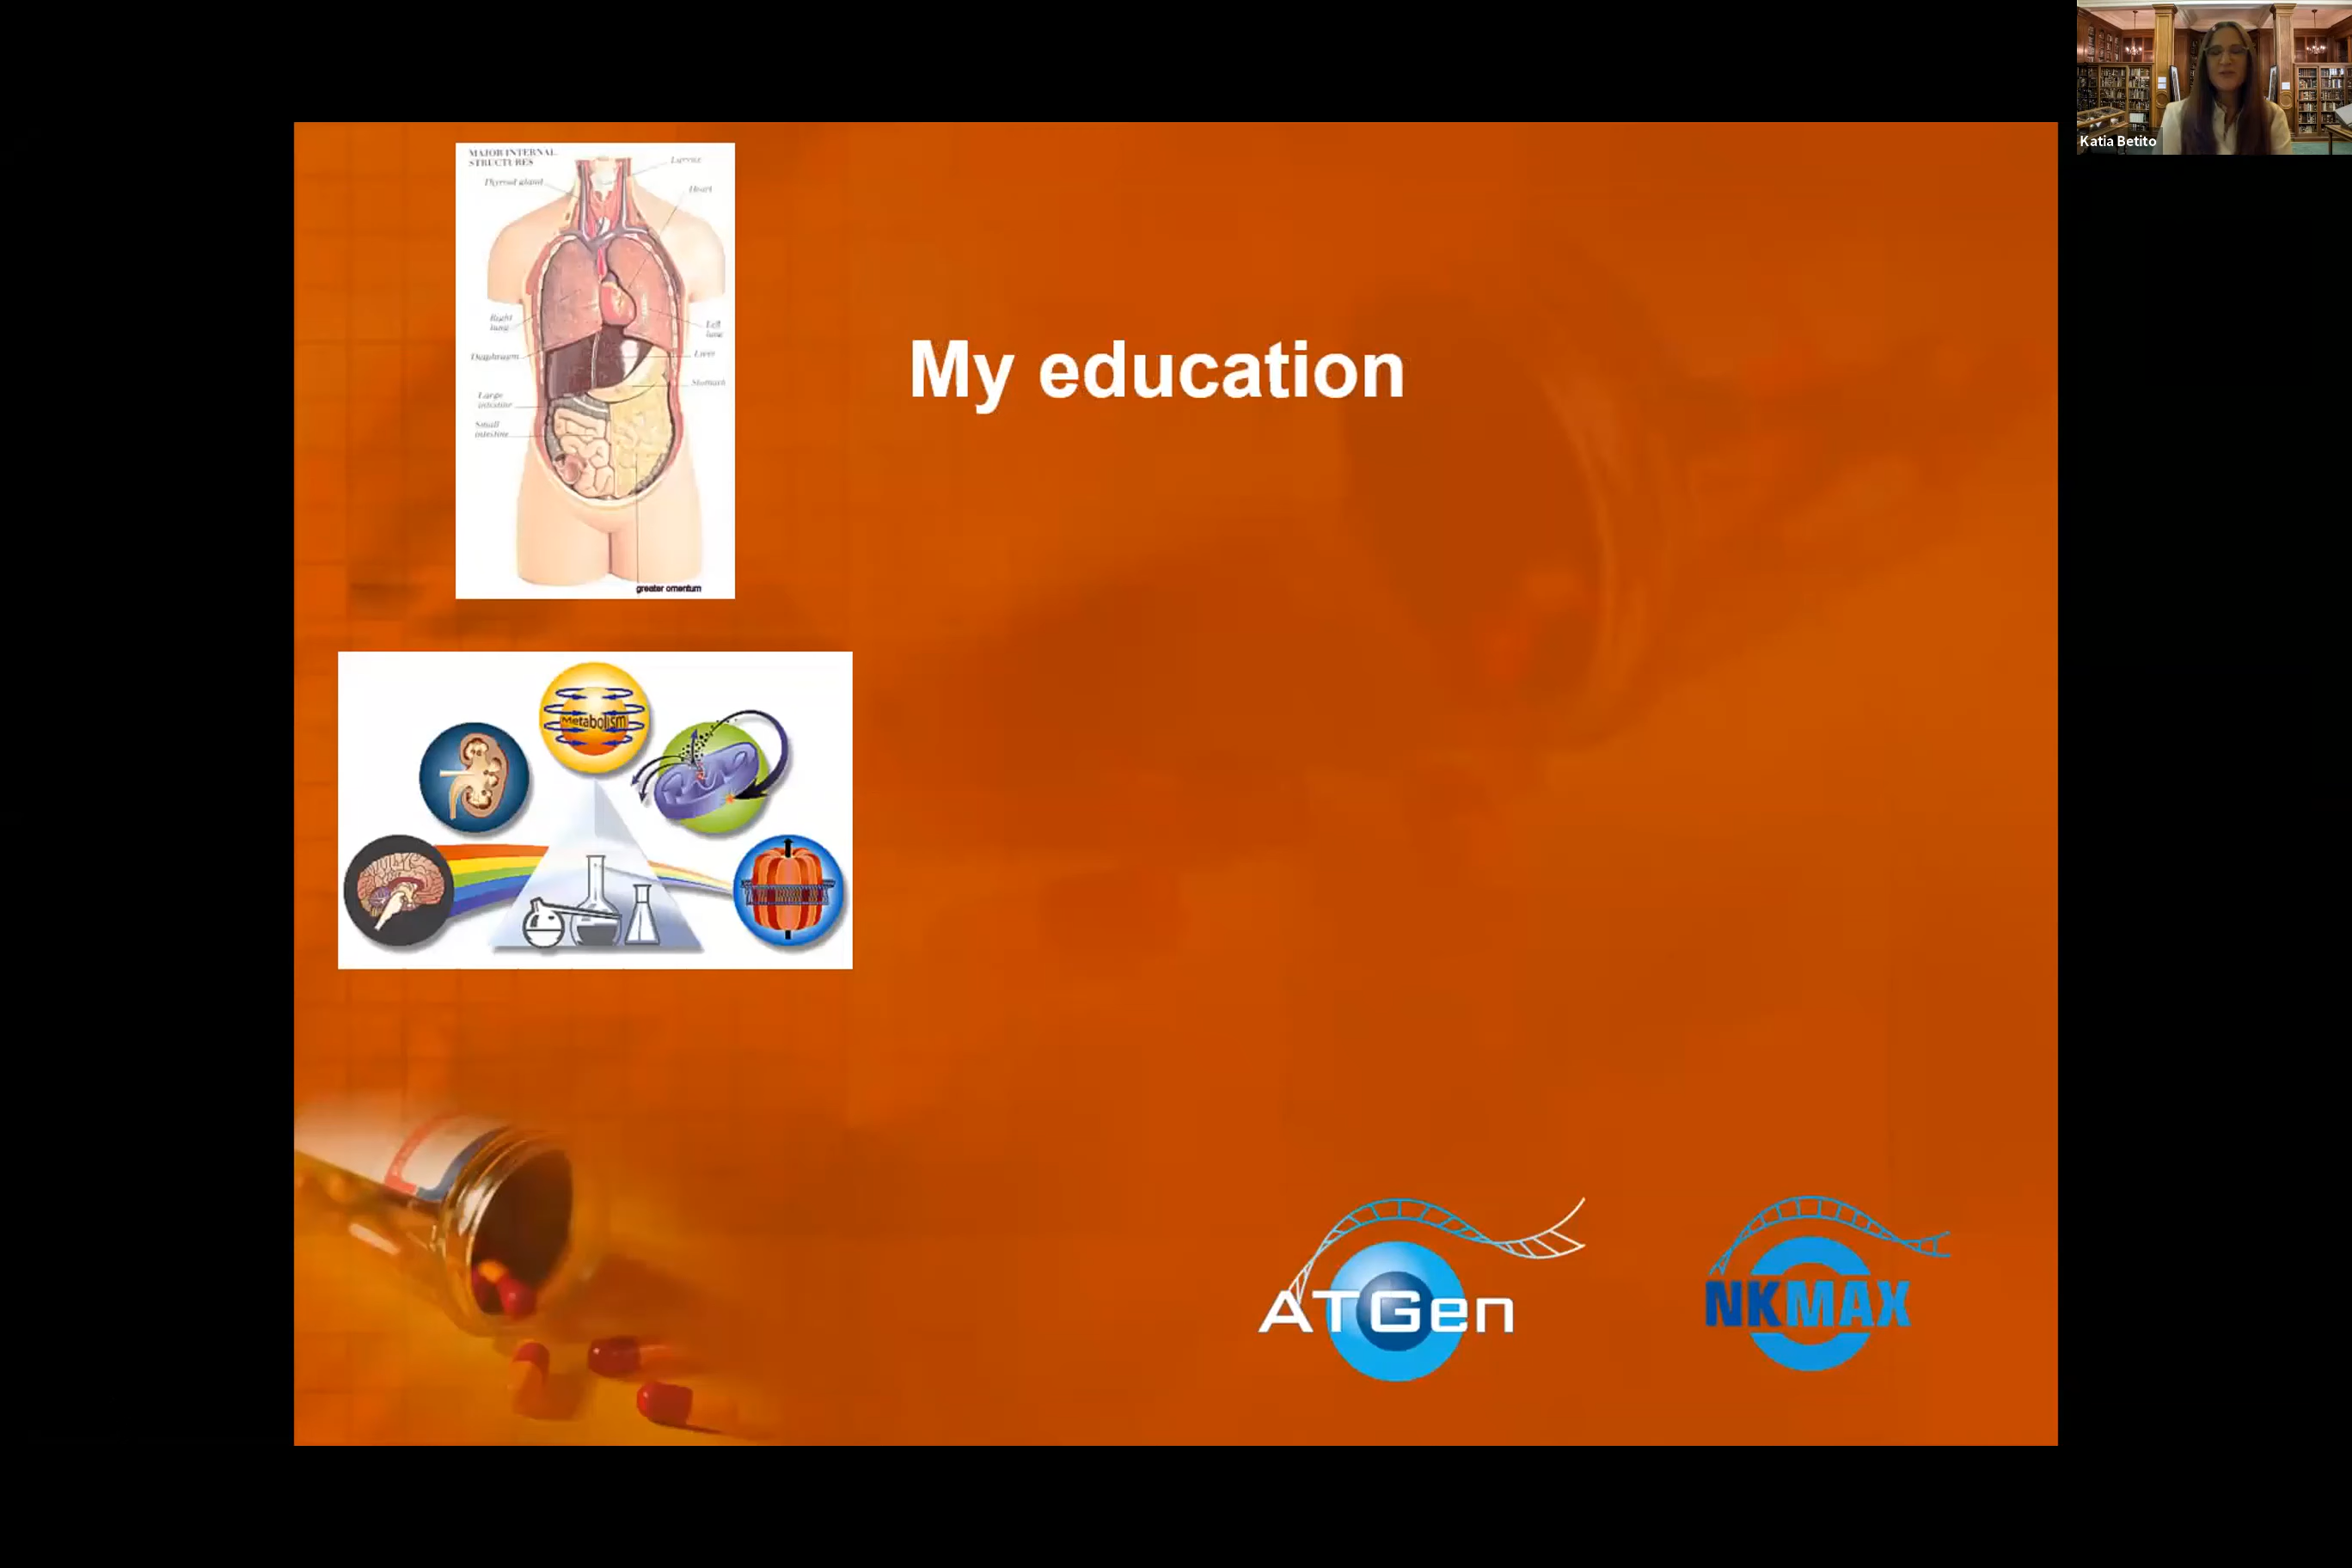 Katia Betito
MAJOR INTERNAL
STRUCTURES
Larynx
Thyroid gland
Heart
Right
lung
Left
lung
Diaphragm
Liver
Stomach
Large
intestine
Small
intestine
greater omentum
My education
Metabolism
ATGen
NKMAX